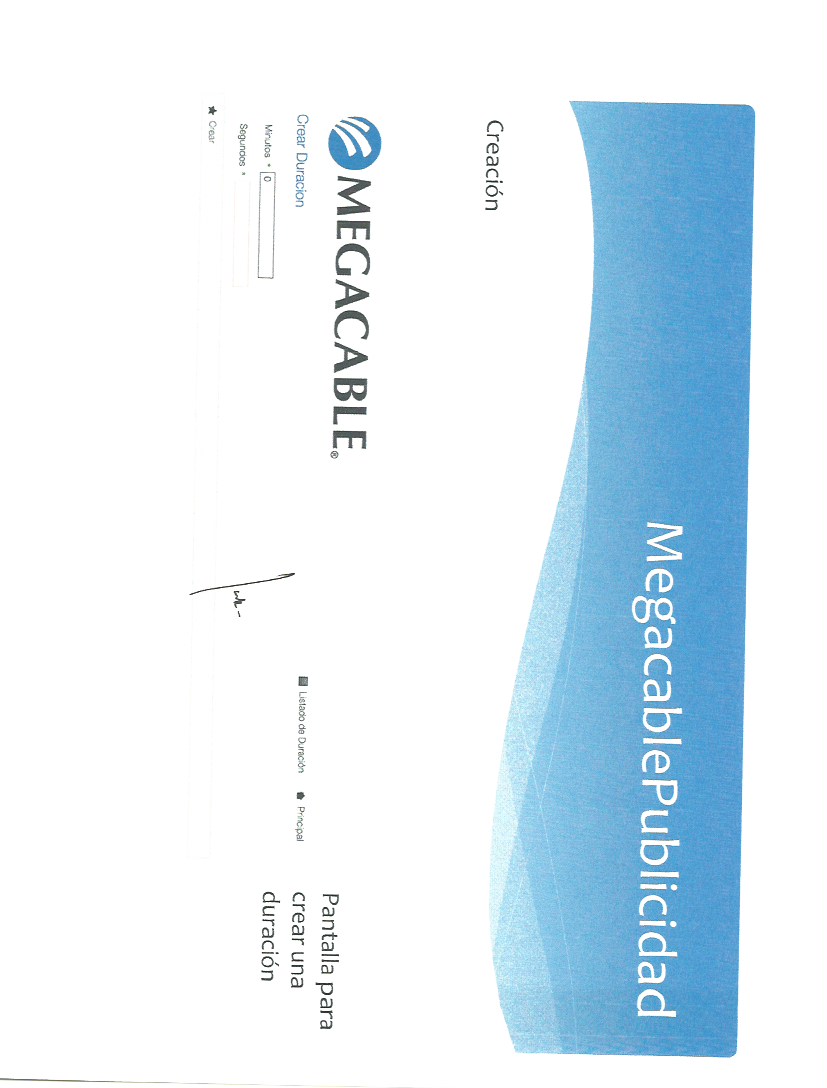 MegacablePublicidad
Creación
MEGACABLE®
Crear Duracion
Listado de Duración
Principal
Minutos * 0
Segundos *
Crear
Pantalla para
crear una
duración